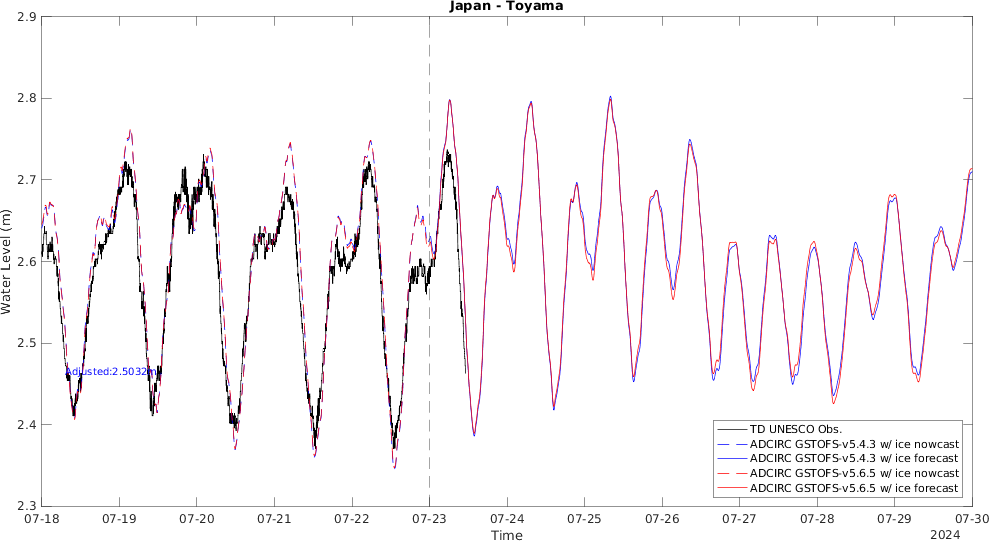 Japan - Toyama
2.9
2.8
2.7
2.6
2.5
2.4
2.3
Water Level (m)
Adjusted:2.5032m
TD UNESCO Obs.
ADCIRC GSTOFS-v5.4.3 w/ ice nowcast
ADCIRC GSTOFS-v5.4.3 w/ ice forecast
ADCIRC GSTOFS-v5.6.5 w/ ice nowcast
ADCIRC GSTOFS-v5.6.5 w/ ice forecast
07-18 07-19 07-20 07-21 07-22 07-23 07-24 07-25 07-26 07-27 07-28 07-29 07-30
Time
2024